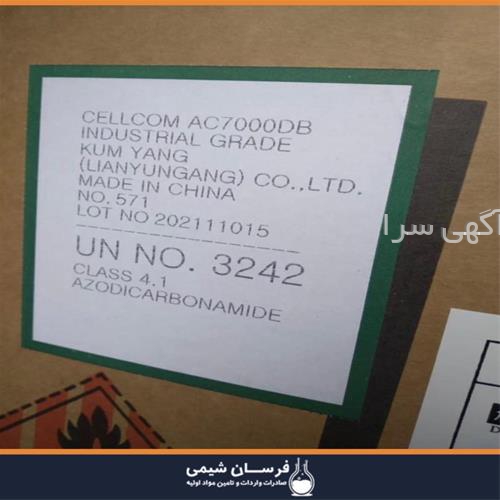 CELLCOM AC7000DB
INDUSTRIAL GRADE
KUM YANG
(LIANYUNGANG) CO.,LTD.
MADE IN CHINA
NO. 571
LOT NO 202111015
UN NO. 3242
CLASS 4.1
AZODICARBONAMIDE
آگهی سرا
فرسان شیمی
صادرات واردات و تامین مواد اولیه